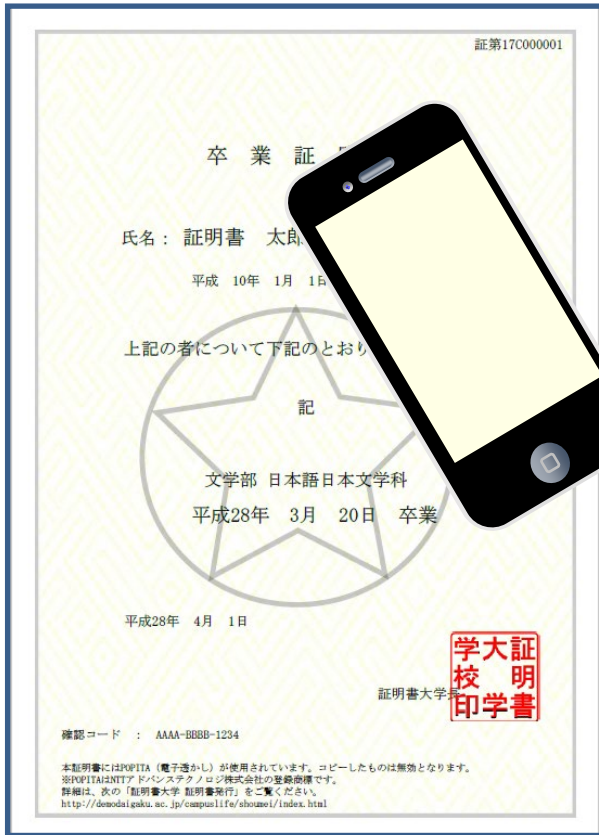 証第17C000001
卒 業 証
氏名： 証明書 太郎
平成 10年 1月 1日
上記の者について下記のとおり
記
文学部 日本語日本文学科
平成28年 3月 20日 卒業
平成28年 4月 1日
証明書大学長
証明書
大 学
学校印
確認コード ： AAAA-BBBB-1234
本証明書にはPOPITA（電子透かし）が使用されています。コピーしたものは無効となります。
※POPITAはNTTアドバンステクノロジ株式会社の登録商標です。
詳細は、次の「証明書大学 証明書発行」をご覧ください。
http://demodaigaku.ac.jp/campuslife/shoumei/index.html